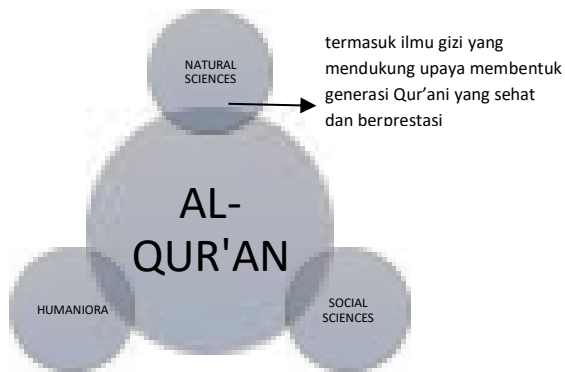 NATURAL
SCIENCES
termasuk ilmu gizi yang
mendukung upaya membentuk
generasi Qur'ani yang sehat
dan berprestasi
AL-
QUR'AN
HUMANIORA
SOCIAL
SCIENCES